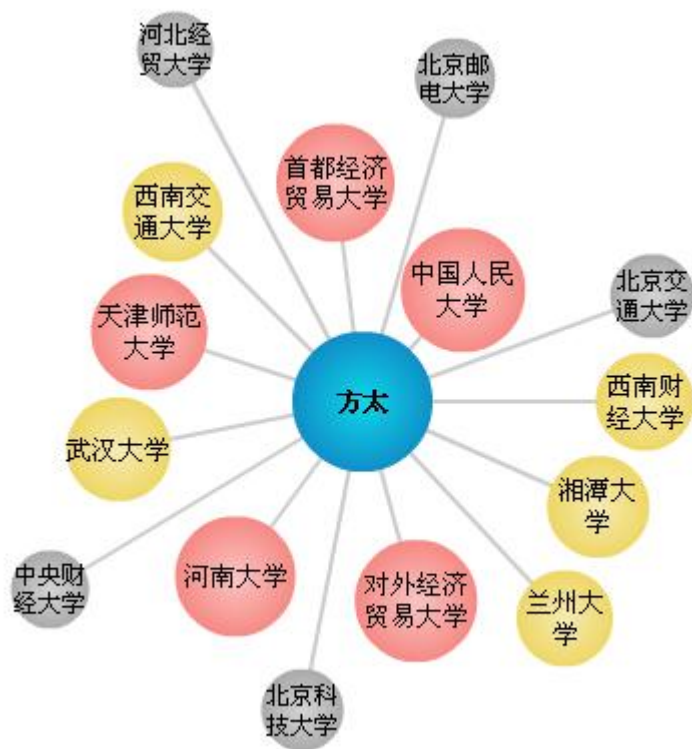 河北经
贸大学
北京邮
电大学
首都经济
贸易大学
西南交
通大学
中国人民
大学
北京交
通大学
天津师范
大学
方太
西南财
经大学
武汉大学
湘潭大
学
中央财
经大学
河南大学
对外经济
贸易大学
兰州大
学
北京科
技大学